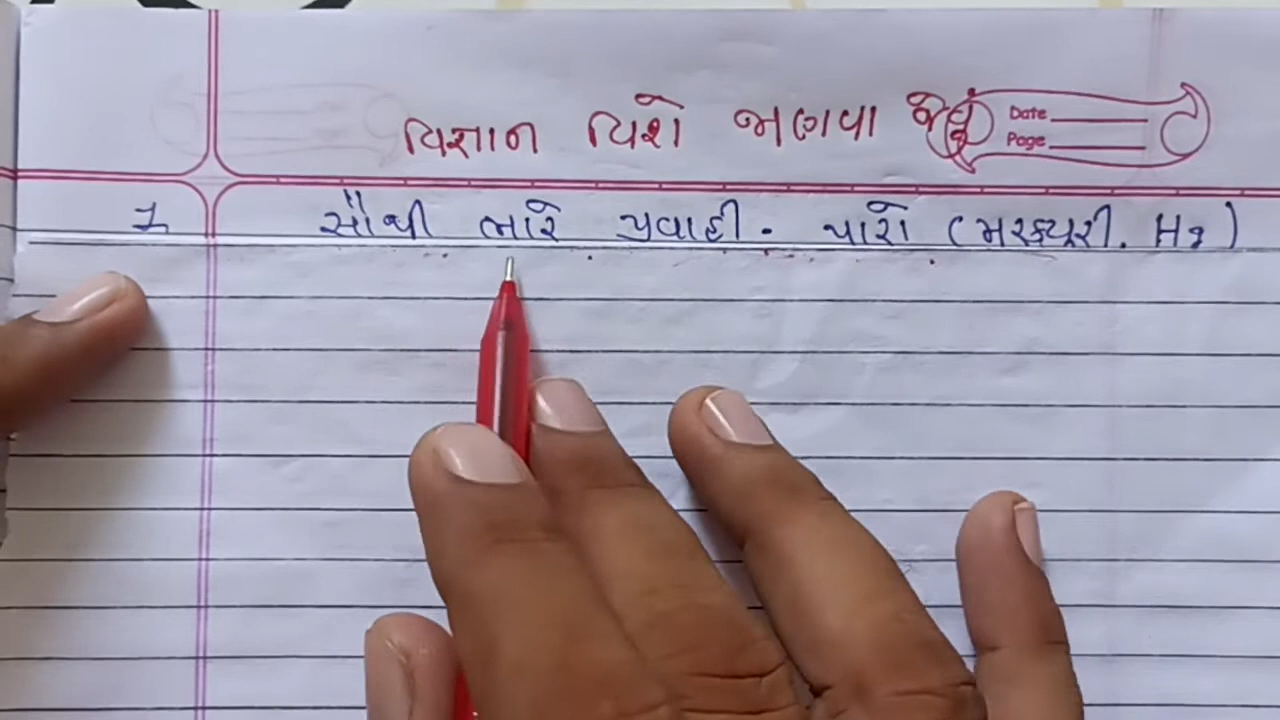 વિજ્ઞાન વિશે જાણવા જેવું
Date
Page
1 સૌથી ભારે પ્રવાહી - પારો (મરક્યૂરી. Hg)